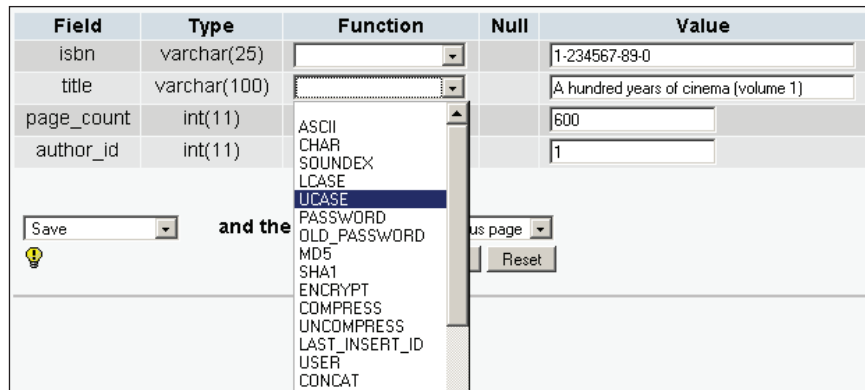 Field Type Function Null Value
isbn varchar(25) 1-234567-89-0
title varchar(100) A hundred years of cinema (volume 1)
page_count int(11) 600
author_id int(11) 1
ASCII
CHAR
SOUNDEX
LCASE
UCASE
PASSWORD
OLD_PASSWORD
MD5
SHA1
ENCRYPT
COMPRESS
UNCOMPRESS
LAST_INSERT_ID
USER
CONCAT
Save and the us page
Reset